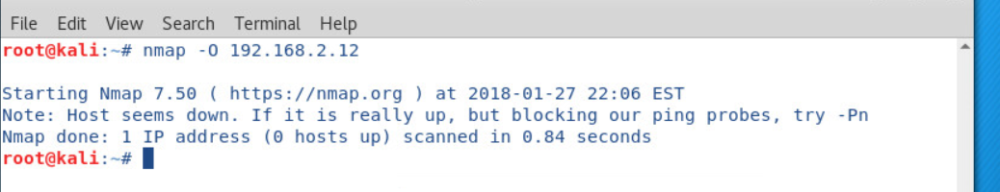 File Edit View Search Terminal Help
root@kali:~# nmap -O 192.168.2.12
Starting Nmap 7.50 ( https://nmap.org ) at 2018-01-27 22:06 EST
Note: Host seems down. If it is really up, but blocking our ping probes, try -Pn
Nmap done: 1 IP address (0 hosts up) scanned in 0.84 seconds
root@kali:~#